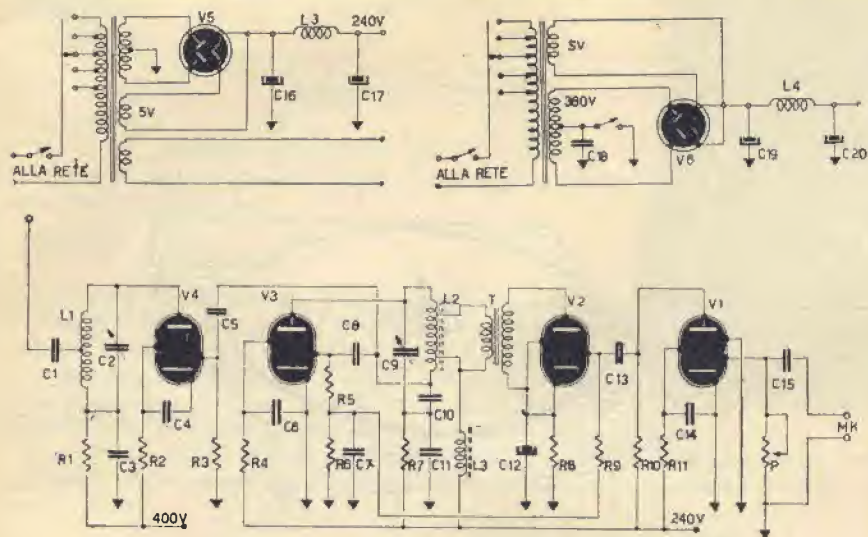 V5
L3
240V
C16
C17
5V
ALLA RETE
5V
360V
V6
C18
L4
C19
C20
ALLA RETE
L1
C1
C2
V4
C5
V3
C8
R5
C9
L2
T
V2
C13
V1
C15
C4
C6
C10
C14
MK
R1
C3
R2
R3
R4
R6
C7
R7
C11
L3
C12
R8
R9
R10
R11
P
400V
240V